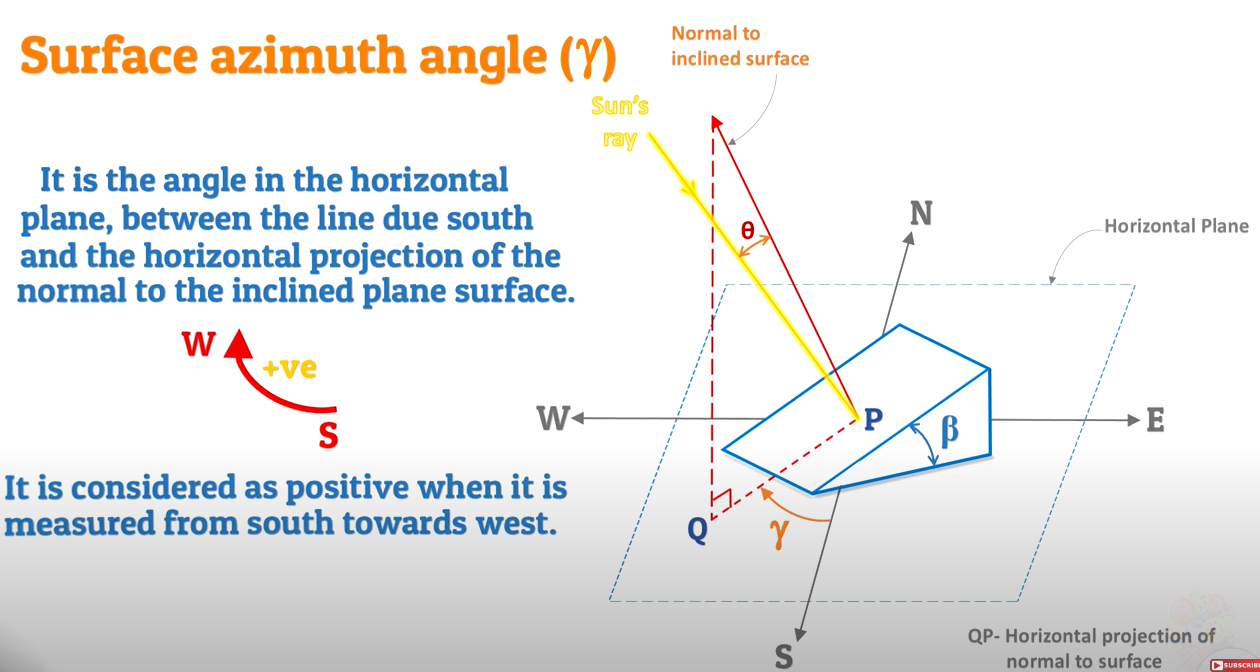 Surface azimuth angle (γ)
Normal to
inclined surface
Sun's
ray
It is the angle in the horizontal
plane, between the line due south
and the horizontal projection of the
normal to the inclined plane surface.
θ
N
Horizontal Plane
W
+ve
S
W
P
E
β
It is considered as positive when it is
measured from south towards west.
Q
γ
S
QP- Horizontal projection of
normal to surface
SUBSCRIBE